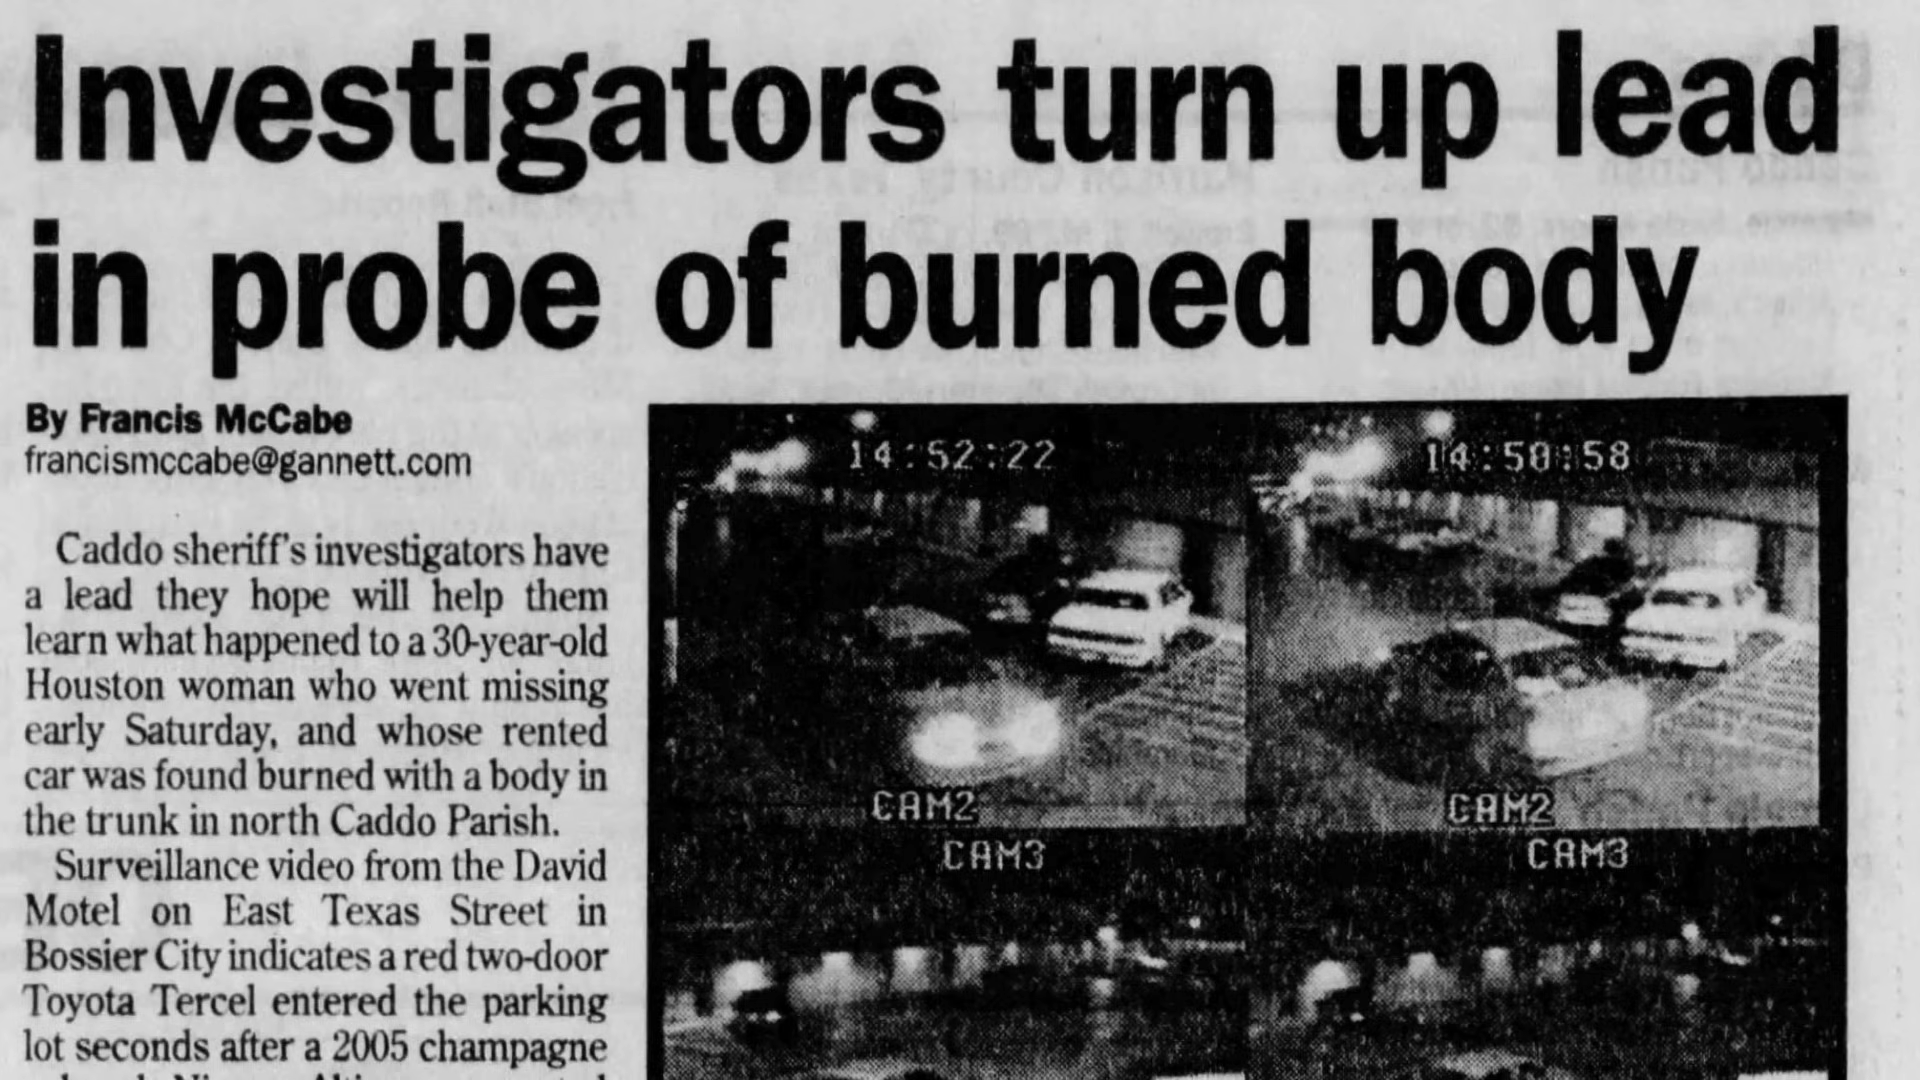 Investigators turn up lead
in probe of burned body
By Francis McCabe
francismccabe@gannett.com
Caddo sheriff's investigators have
a lead they hope will help them
learn what happened to a 30-year-old
Houston woman who went missing
early Saturday, and whose rented
car was found burned with a body in
the trunk in north Caddo Parish.
Surveillance video from the David
Motel on East Texas Street in
Bossier City indicates a red two-door
Toyota Tercel entered the parking
lot seconds after a 2005 champagne
14:52:22
14:50:58
CAM2
CAM2
CAM3
CAM3